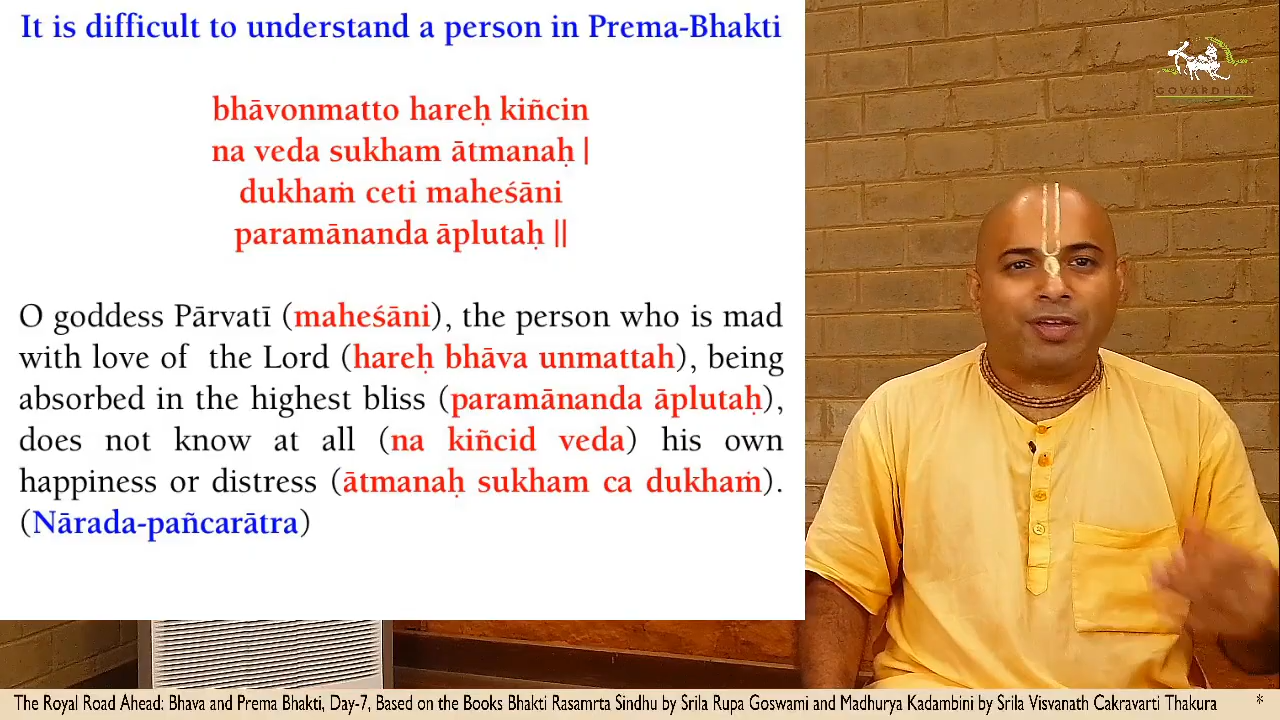 It is difficult to understand a person in Prema-Bhakti
bhāvonmatto hareḥ kiñcin
na veda sukham ātmanaḥ |
dukhaṁ ceti maheśāni
paramānanda āplutaḥ ||
O goddess Pārvatī (maheśāni), the person who is mad
with love of the Lord (hareḥ bhāva unmattaḥ), being
absorbed in the highest bliss (paramānanda āplutaḥ),
does not know at all (na kiñcid veda) his own
happiness or distress (ātmanaḥ sukham ca dukhaṁ).
(Nārada-pañcarātra)
GOVARDHAN
The Royal Road Ahead: Bhava and Prema Bhakti, Day-7, Based on the Books Bhakti Rasamrta Sindhu by Srila Rupa Goswami and Madhurya Kadambini by Srila Visvanath Cakravarti Thakura *